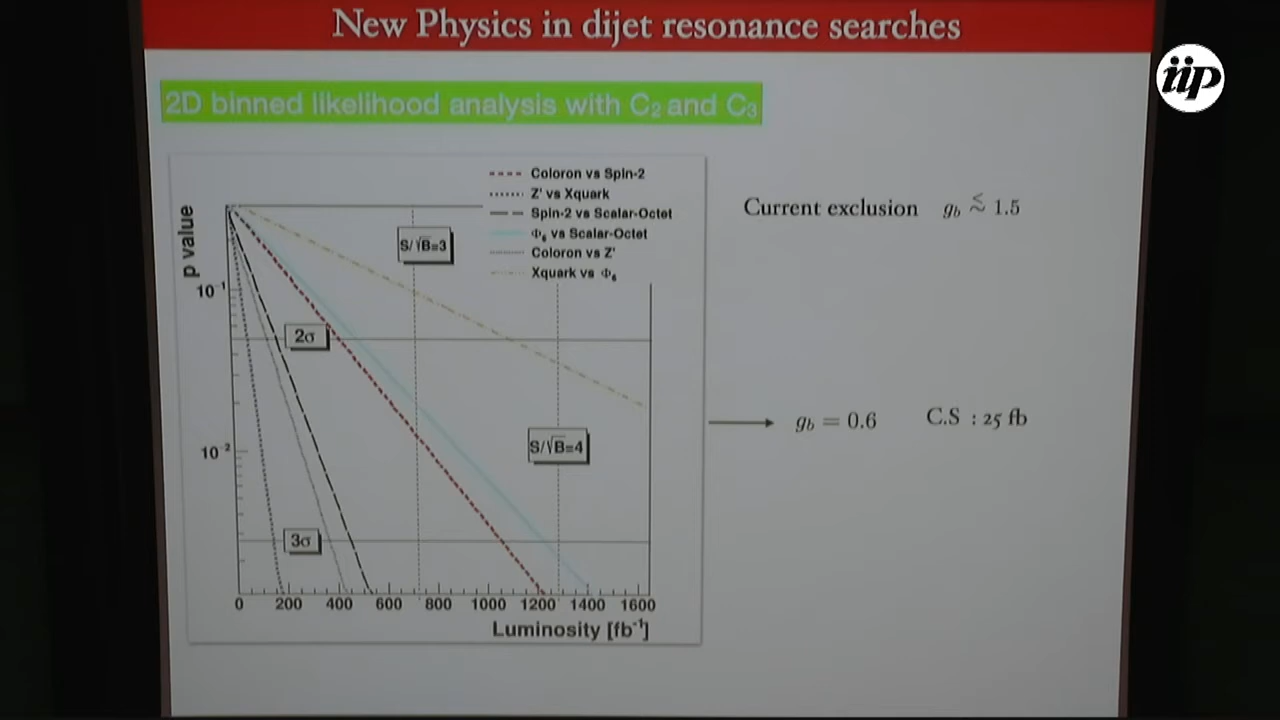 New Physics in dijet resonance searches
iip
2D binned likelihood analysis with C₂ and C₃
Coloron vs Spin-2
Z' vs Xquark
Spin-2 vs Scalar-Octet
Φ₆ vs Scalar-Octet
Coloron vs Z'
Xquark vs Φ₆
p value
S/√B=3
10⁻¹
2σ
S/√B=4
10⁻²
3σ
0 200 400 600 800 1000 1200 1400 1600
Luminosity [fb⁻¹]
Current exclusion g_b ≲ 1.5
g_b = 0.6 C.S : 25 fb